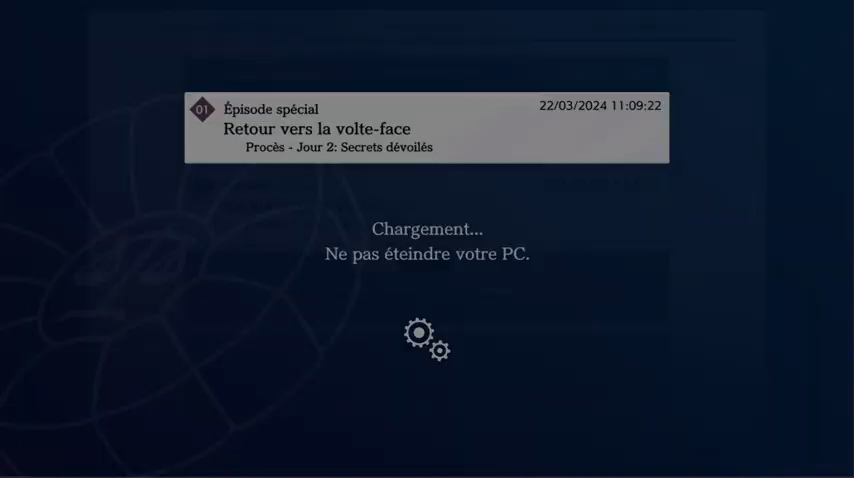 01
Épisode spécial
22/03/2024 11:09:22
Retour vers la volte-face
Procès - Jour 2: Secrets dévoilés
Chargement...
Ne pas éteindre votre PC.